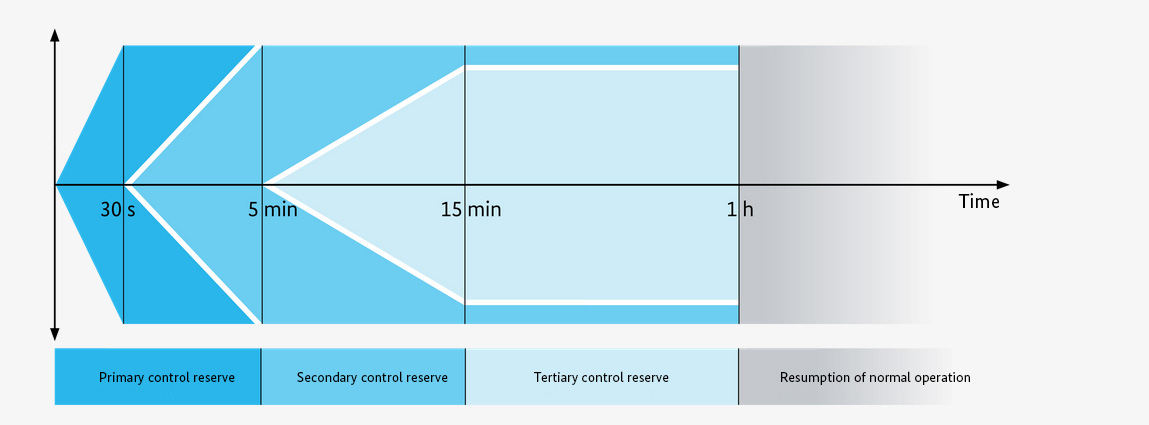 30 s
5 min
15 min
1 h
Time
Primary control reserve
Secondary control reserve
Tertiary control reserve
Resumption of normal operation